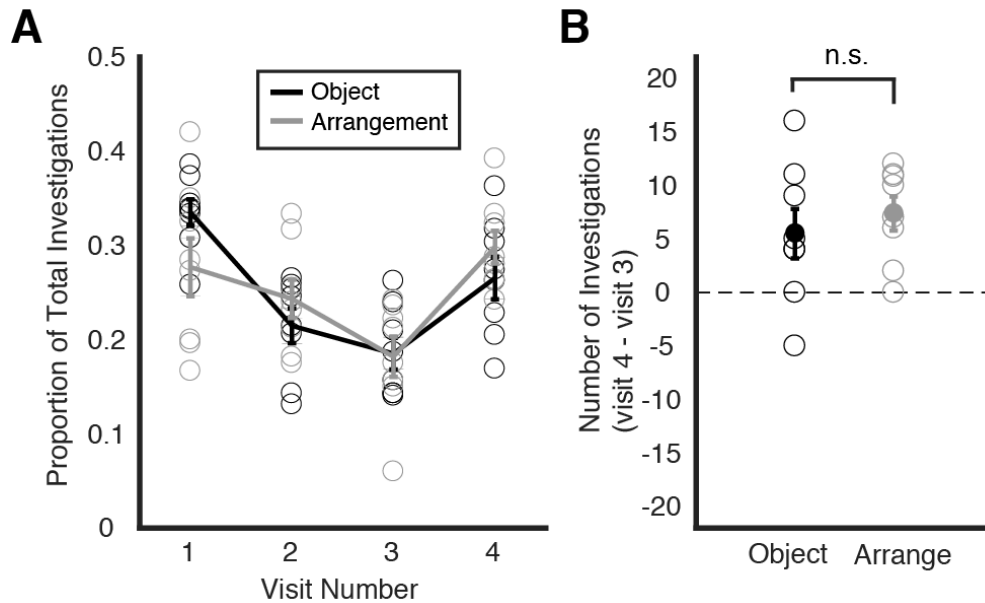 A
Proportion of Total Investigations
0.5
0.4
0.3
0.2
0.1
0
Object
Arrangement
1 2 3 4
Visit Number
B
Number of Investigations
(visit 4 - visit 3)
20
15
10
5
0
-5
-10
-15
-20
n.s.
Object Arrange